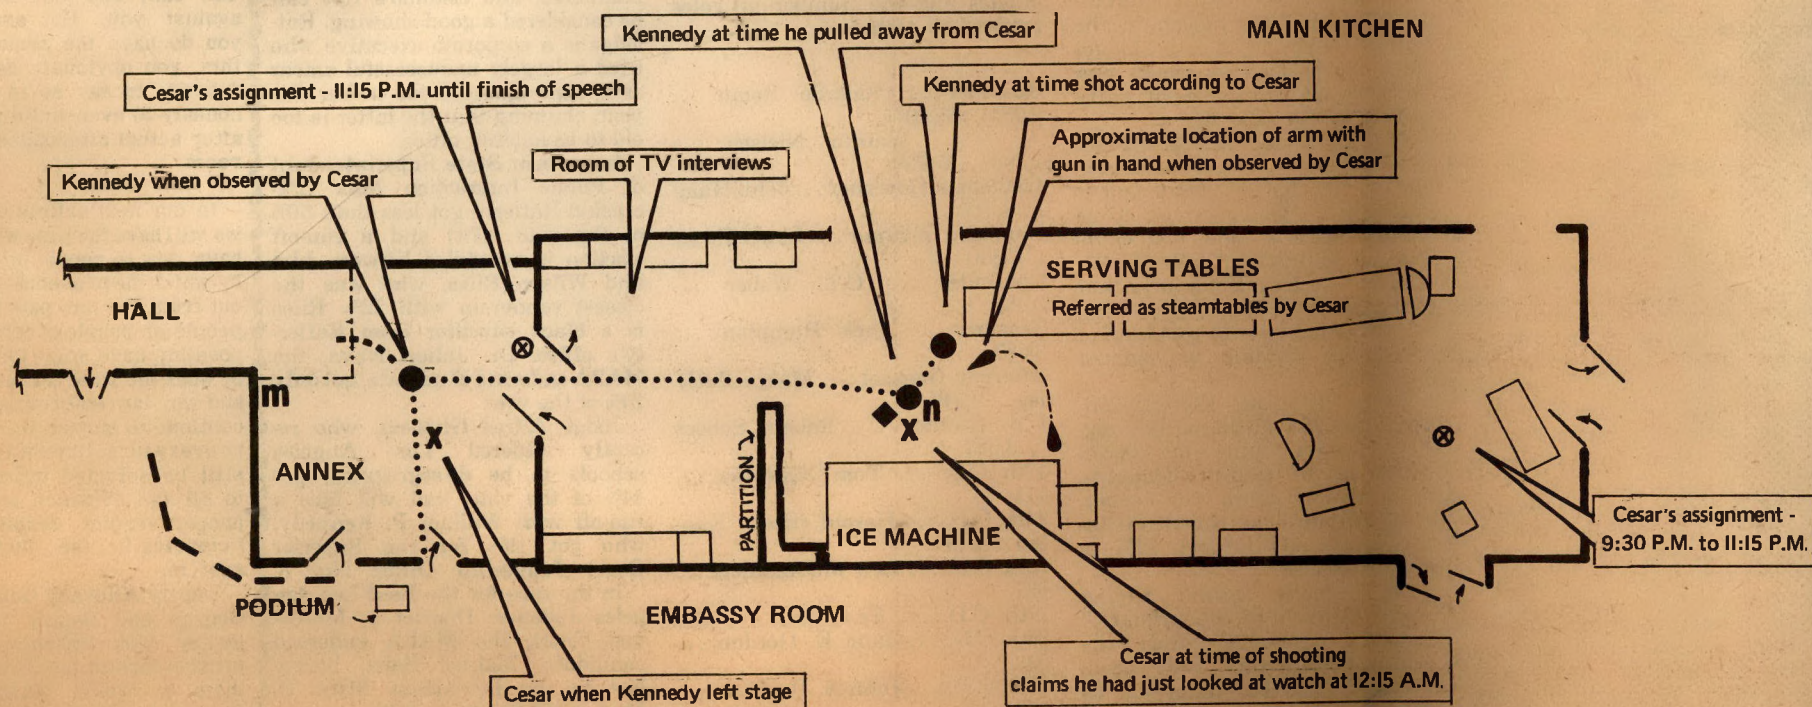 Kennedy at time he pulled away from Cesar
MAIN KITCHEN
Cesar's assignment - 11:15 P.M. until finish of speech
Kennedy at time shot according to Cesar
Approximate location of arm with
gun in hand when observed by Cesar
Room of TV interviews
Kennedy when observed by Cesar
SERVING TABLES
Referred as steamtables by Cesar
HALL
m
n
X
X
ANNEX
PARTITION
ICE MACHINE
Cesar's assignment -
9:30 P.M. to 11:15 P.M.
PODIUM
EMBASSY ROOM
Cesar when Kennedy left stage
Cesar at time of shooting
claims he had just looked at watch at 12:15 A.M.